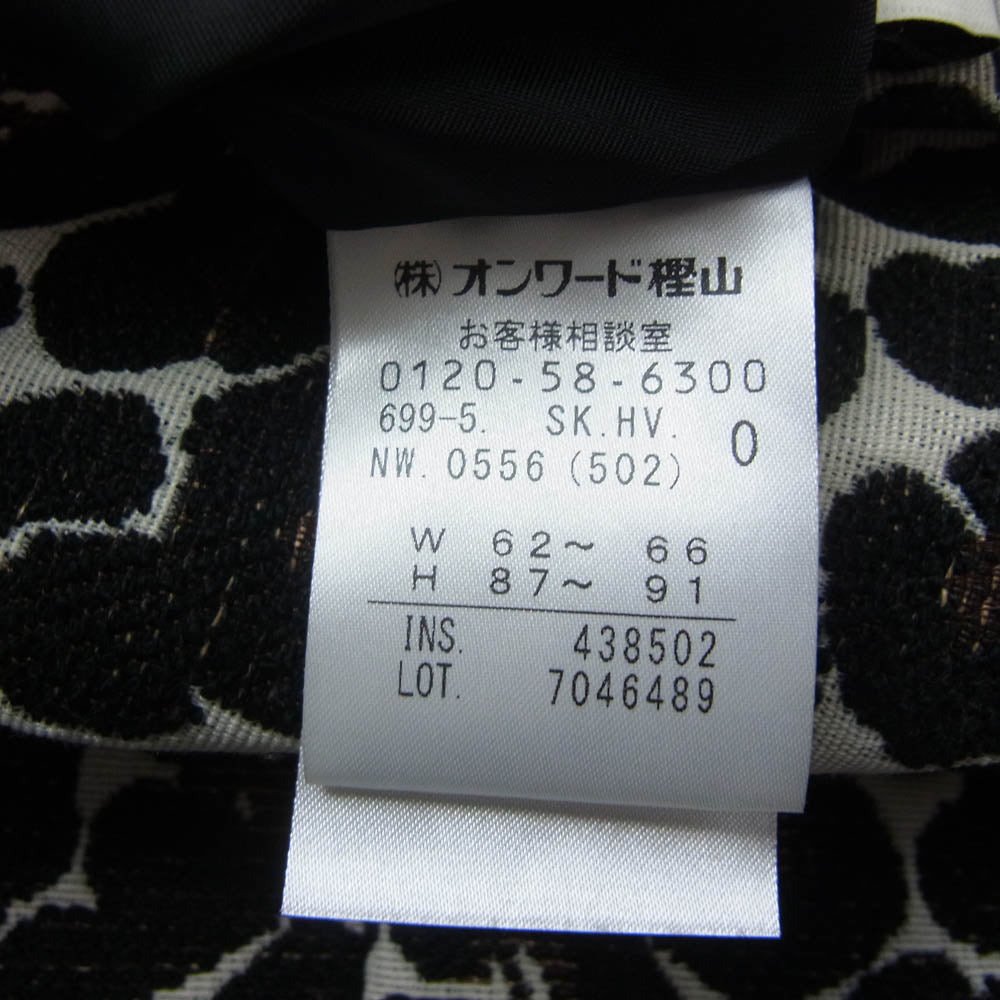 (株)オンワード樫山
お客様相談室
0120-58-6300
699-5. SK.HV. 0
NW. 0556 (502)
W 62~ 66
H 87~ 91
INS. 438502
LOT. 7046489